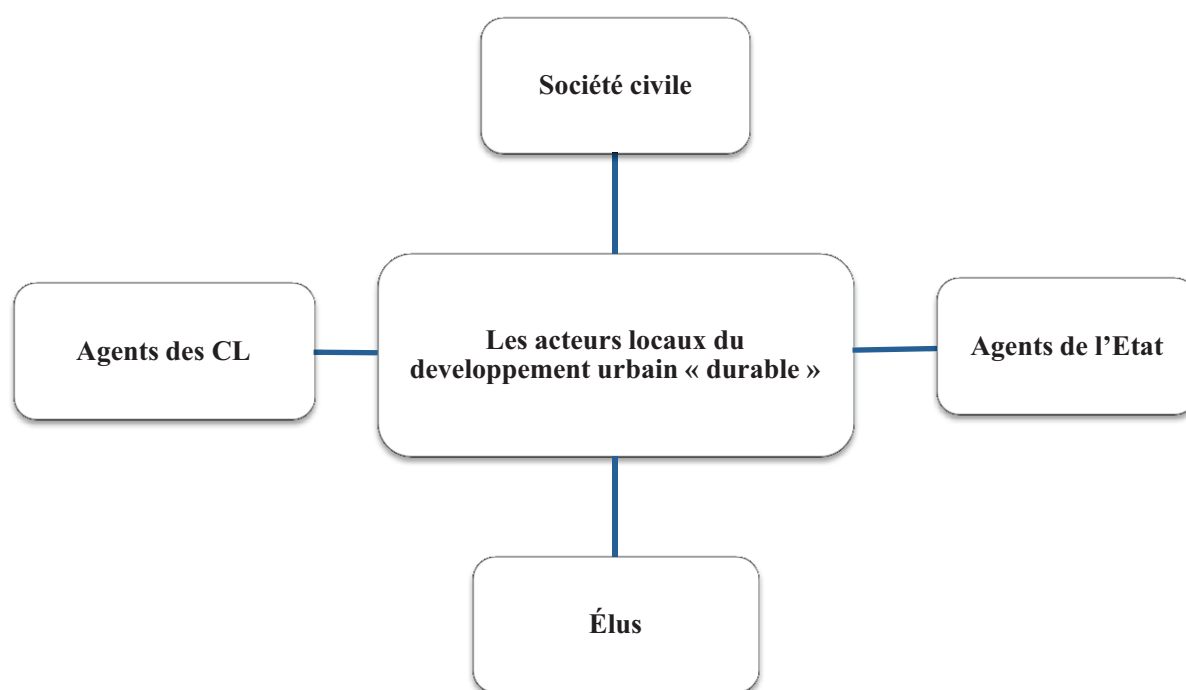 Société civile
Agents des CL
Les acteurs locaux du
developpement urbain « durable »
Agents de l’Etat
Élus